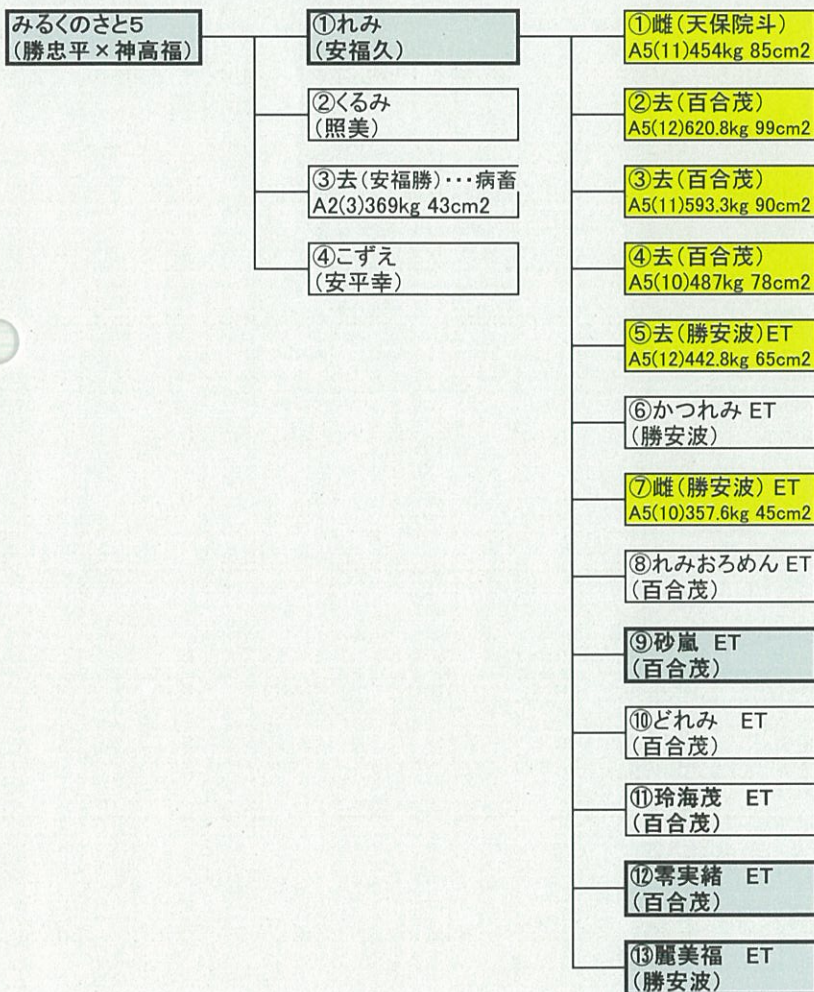 みるくのさと5
(勝忠平×神高福)
①れみ
(安福久)
②くるみ
(照美)
③去(安福勝)･･･病畜
A2(3)369kg 43cm2
④こずえ
(安平幸)
①雌(天保院斗)
A5(11)454kg 85cm2
②去(百合茂)
A5(12)620.8kg 99cm2
③去(百合茂)
A5(11)593.3kg 90cm2
④去(百合茂)
A5(10)487kg 78cm2
⑤去(勝安波)ET
A5(12)442.8kg 65cm2
⑥かつれみ ET
(勝安波)
⑦雌(勝安波) ET
A5(10)357.6kg 45cm2
⑧れみおろめん ET
(百合茂)
⑨砂嵐 ET
(百合茂)
⑩どれみ ET
(百合茂)
⑪玲海茂 ET
(百合茂)
⑫零実緒 ET
(百合茂)
⑬麗美福 ET
(勝安波)